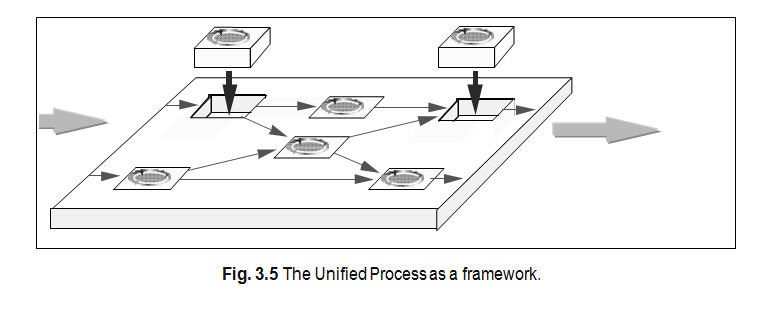 Fig. 3.5 The Unified Process as a framework.